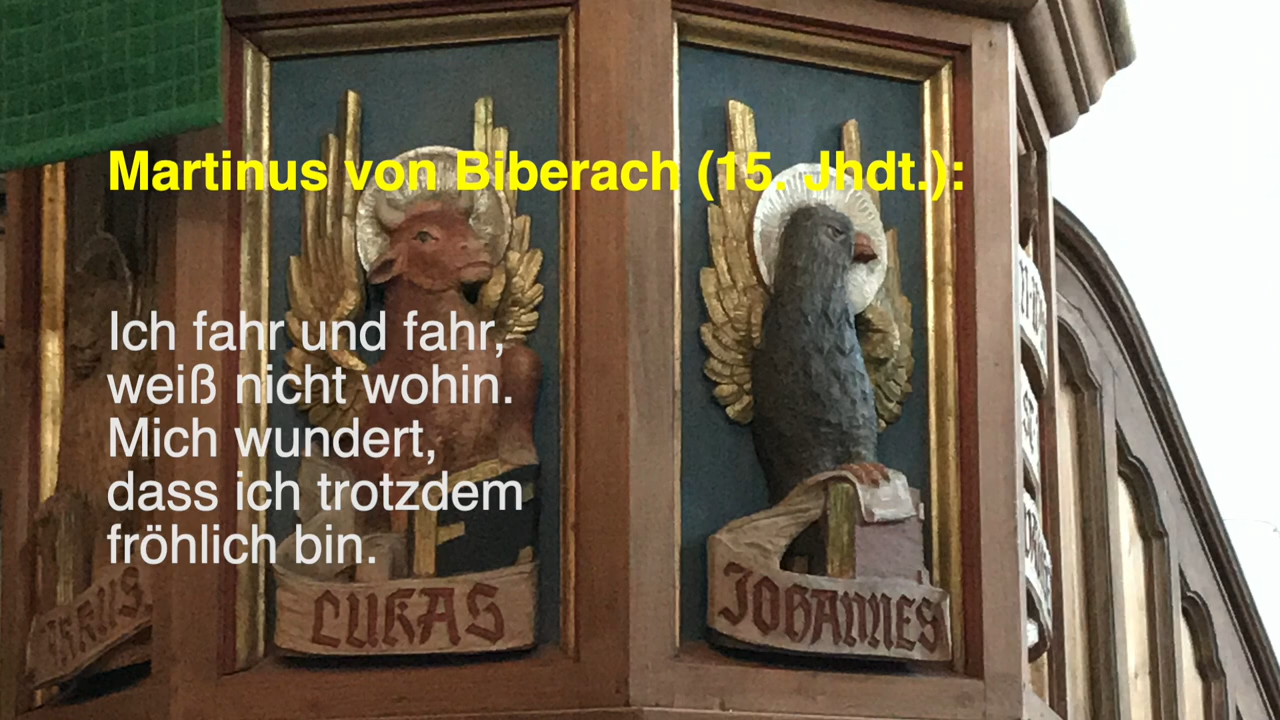 Martinus von Biberach (15. Jhdt.):
Ich fahr und fahr,
weiß nicht wohin.
Mich wundert,
dass ich trotzdem
fröhlich bin.
LUKAS
JOHANNES